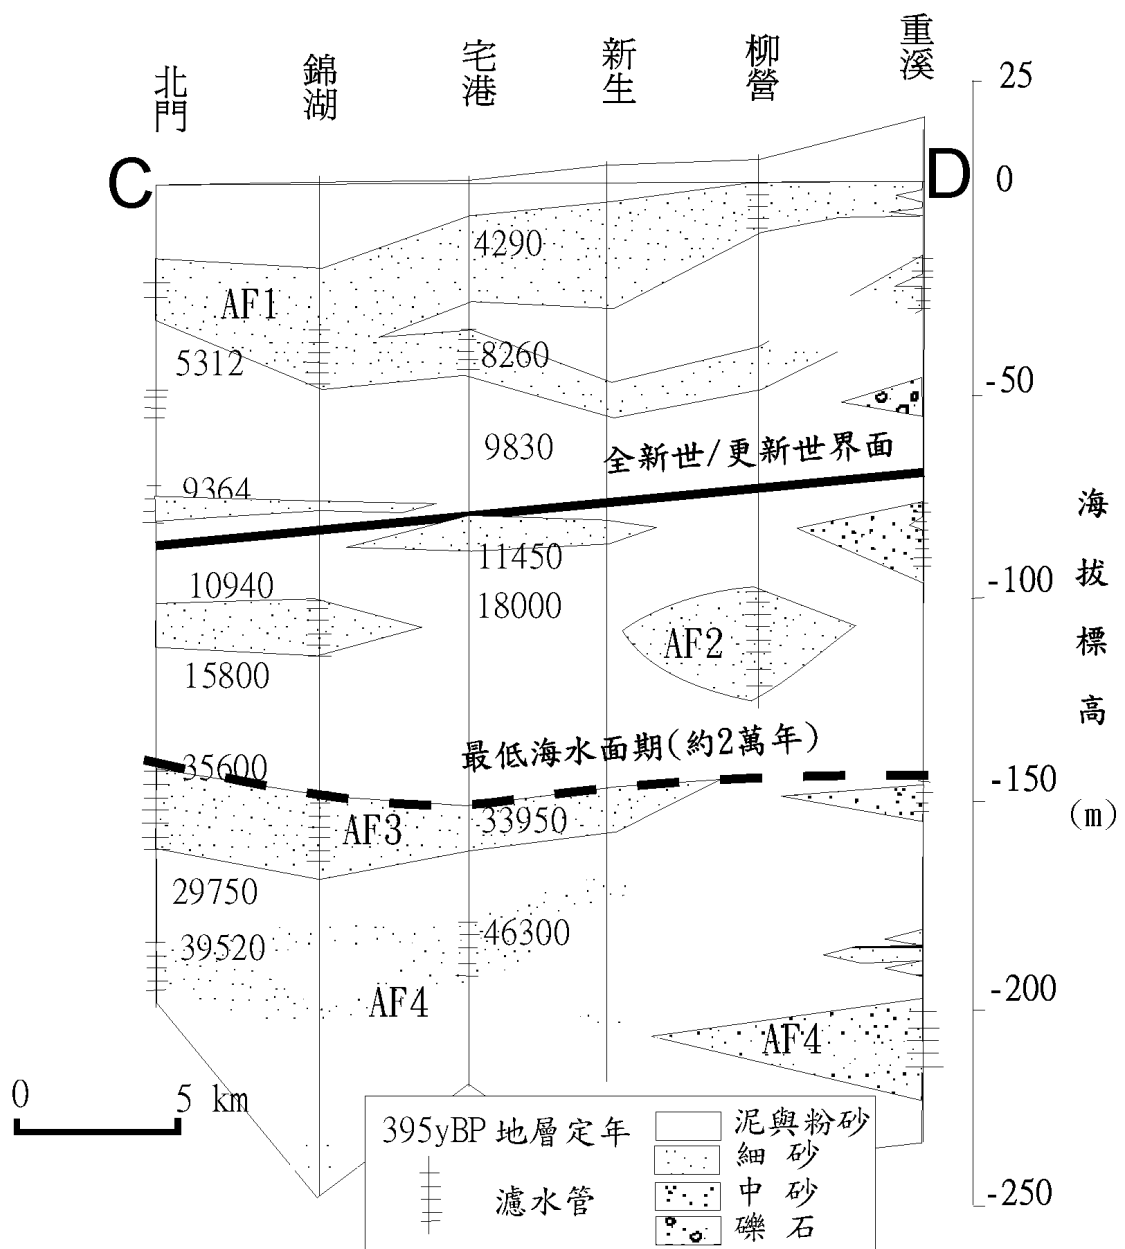 北門
錦湖
宅港
新生
柳營
重溪
C
D
25
0
-50
-100
-150
-200
-250
海拔標高
(m)
4290
AF1
5312
8260
9830
全新世/更新世界面
9364
11450
10940
18000
AF2
15800
最低海水面期(約2萬年)
35600
33950
AF3
29750
39520
46300
AF4
AF4
0
5 km
395yBP 地層定年
濾水管
泥與粉砂
細 砂
中 砂
礫 石